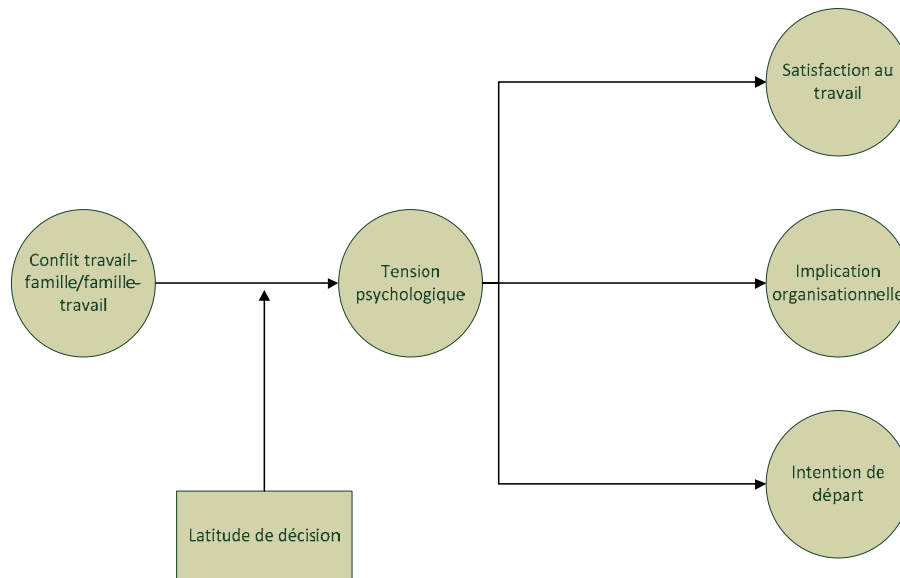 Satisfaction au
travail
Conflit travail-
famille/famille-
travail
Tension
psychologique
Implication
organisationnelle
Intention de
départ
Latitude de décision